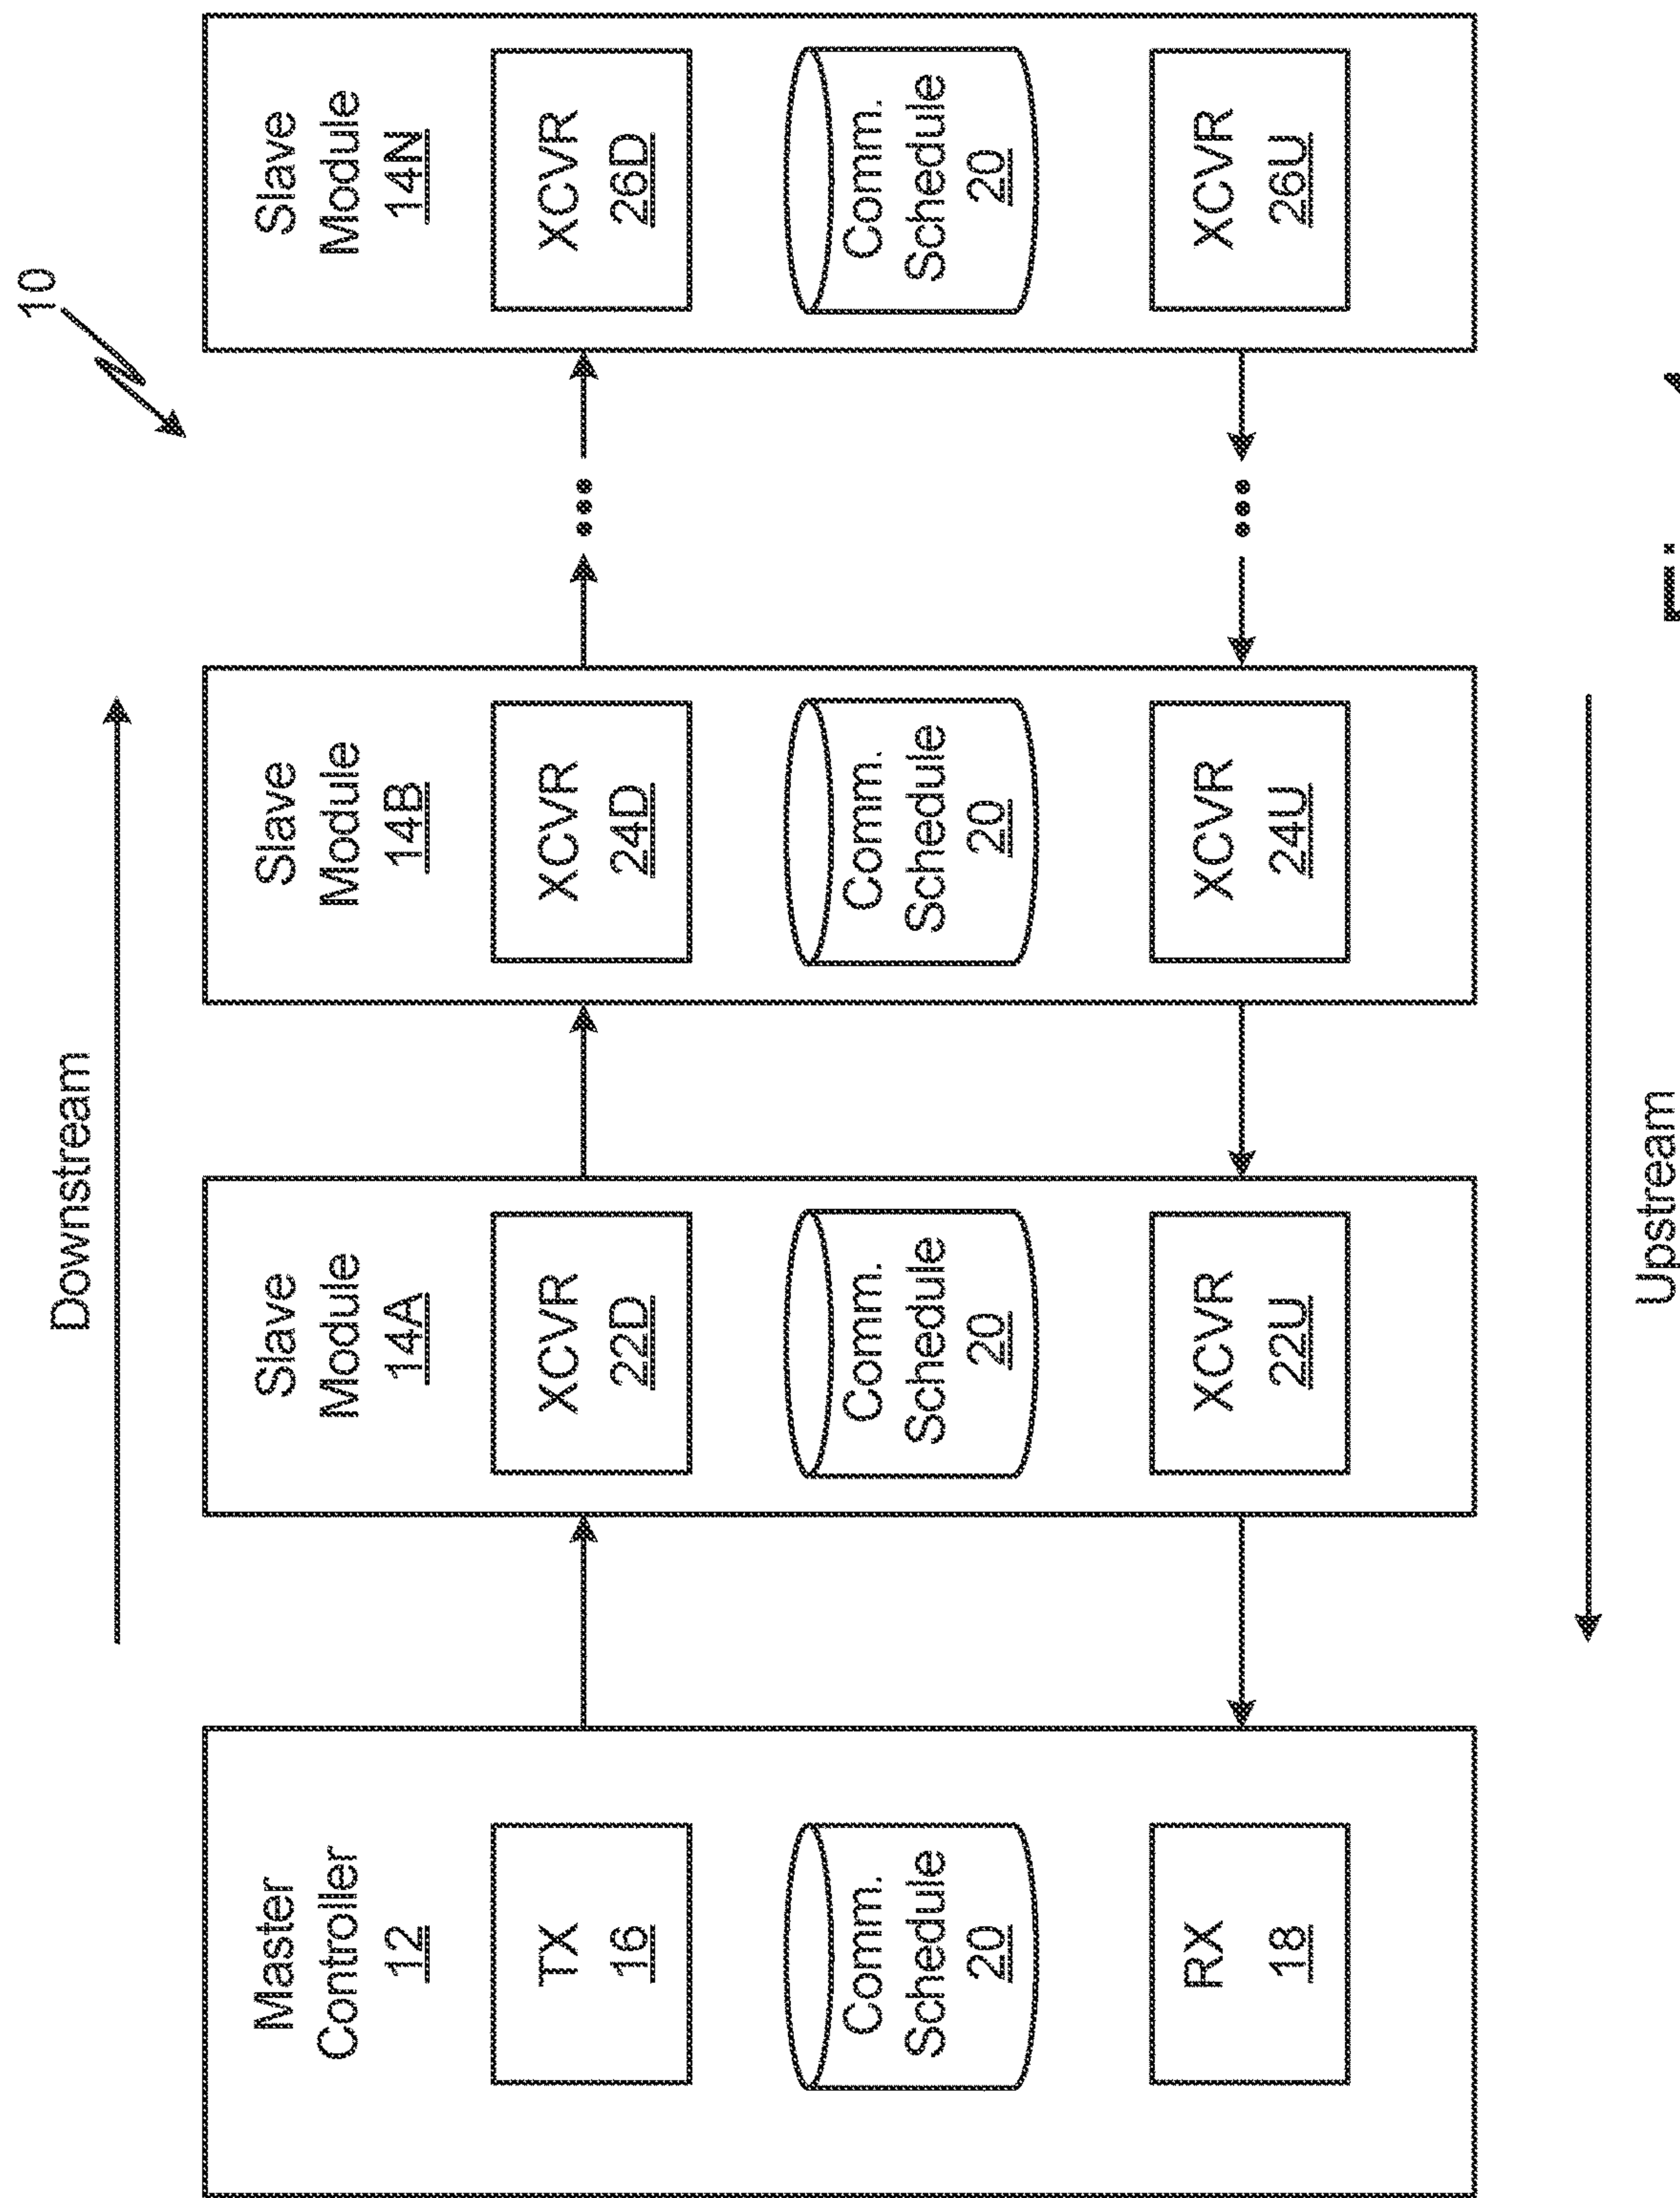 10
Downstream
Master
Controller
12
TX
16
Comm.
Schedule
20
RX
18
Slave
Module
14A
XCVR
22D
Comm.
Schedule
20
XCVR
22U
Slave
Module
14B
XCVR
24D
Comm.
Schedule
20
XCVR
24U
Slave
Module
14N
XCVR
26D
Comm.
Schedule
20
XCVR
26U
Upstream